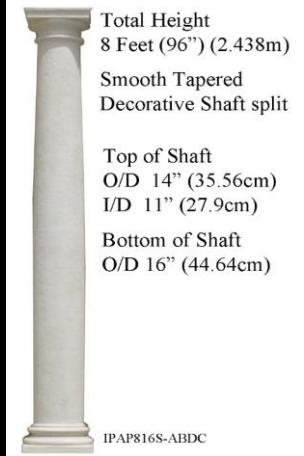 Total Height
8 Feet (96”) (2.438m)
Smooth Tapered
Decorative Shaft split
Top of Shaft
O/D 14” (35.56cm)
I/D 11” (27.9cm)
Bottom of Shaft
O/D 16” (44.64cm)
IPAP816S-ABDC